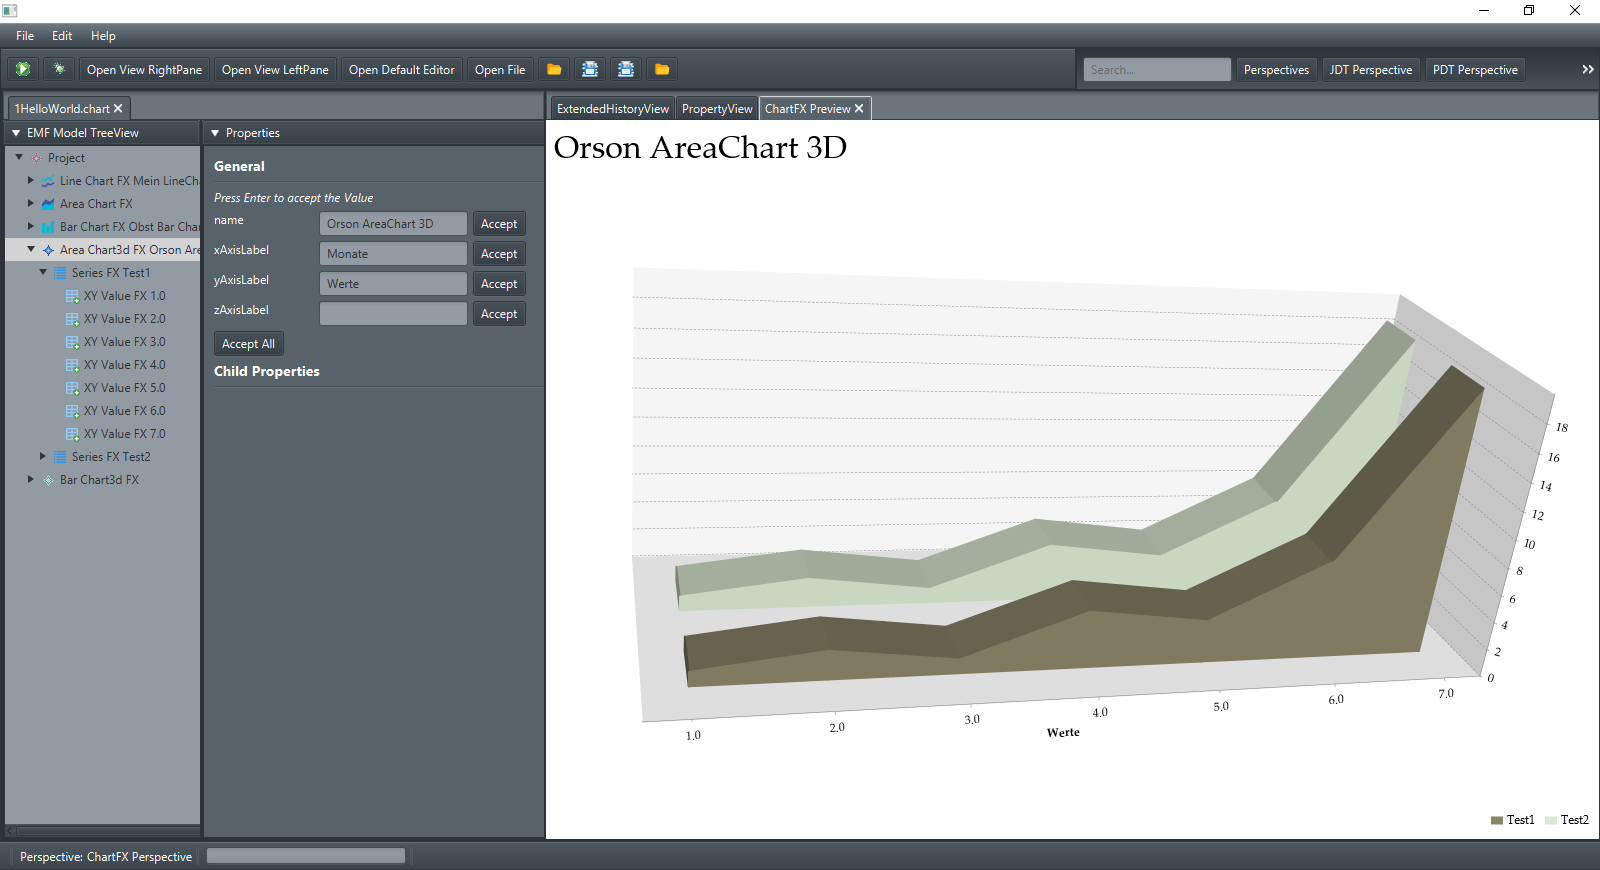 File Edit Help
Open View RightPane Open View LeftPane Open Default Editor Open File Search... Perspectives JDT Perspective PDT Perspective
1HelloWorld.chart
ExtendedHistoryView PropertyView ChartFX Preview
EMF Model TreeView
Project
Line Chart FX Mein LineCh
Area Chart FX
Bar Chart FX Obst Bar Char
Area Chart3d FX Orson Are
Series FX Test1
XY Value FX 1.0
XY Value FX 2.0
XY Value FX 3.0
XY Value FX 4.0
XY Value FX 5.0
XY Value FX 6.0
XY Value FX 7.0
Series FX Test2
Bar Chart3d FX
Properties
General
Press Enter to accept the Value
name Orson AreaChart 3D Accept
xAxisLabel Monate Accept
yAxisLabel Werte Accept
zAxisLabel Accept
Accept All
Child Properties
Orson AreaChart 3D
18
16
14
12
10
8
6
4
2
0
1.0 2.0 3.0 4.0 5.0 6.0 7.0
Werte
Test1 Test2
Perspective: ChartFX Perspective